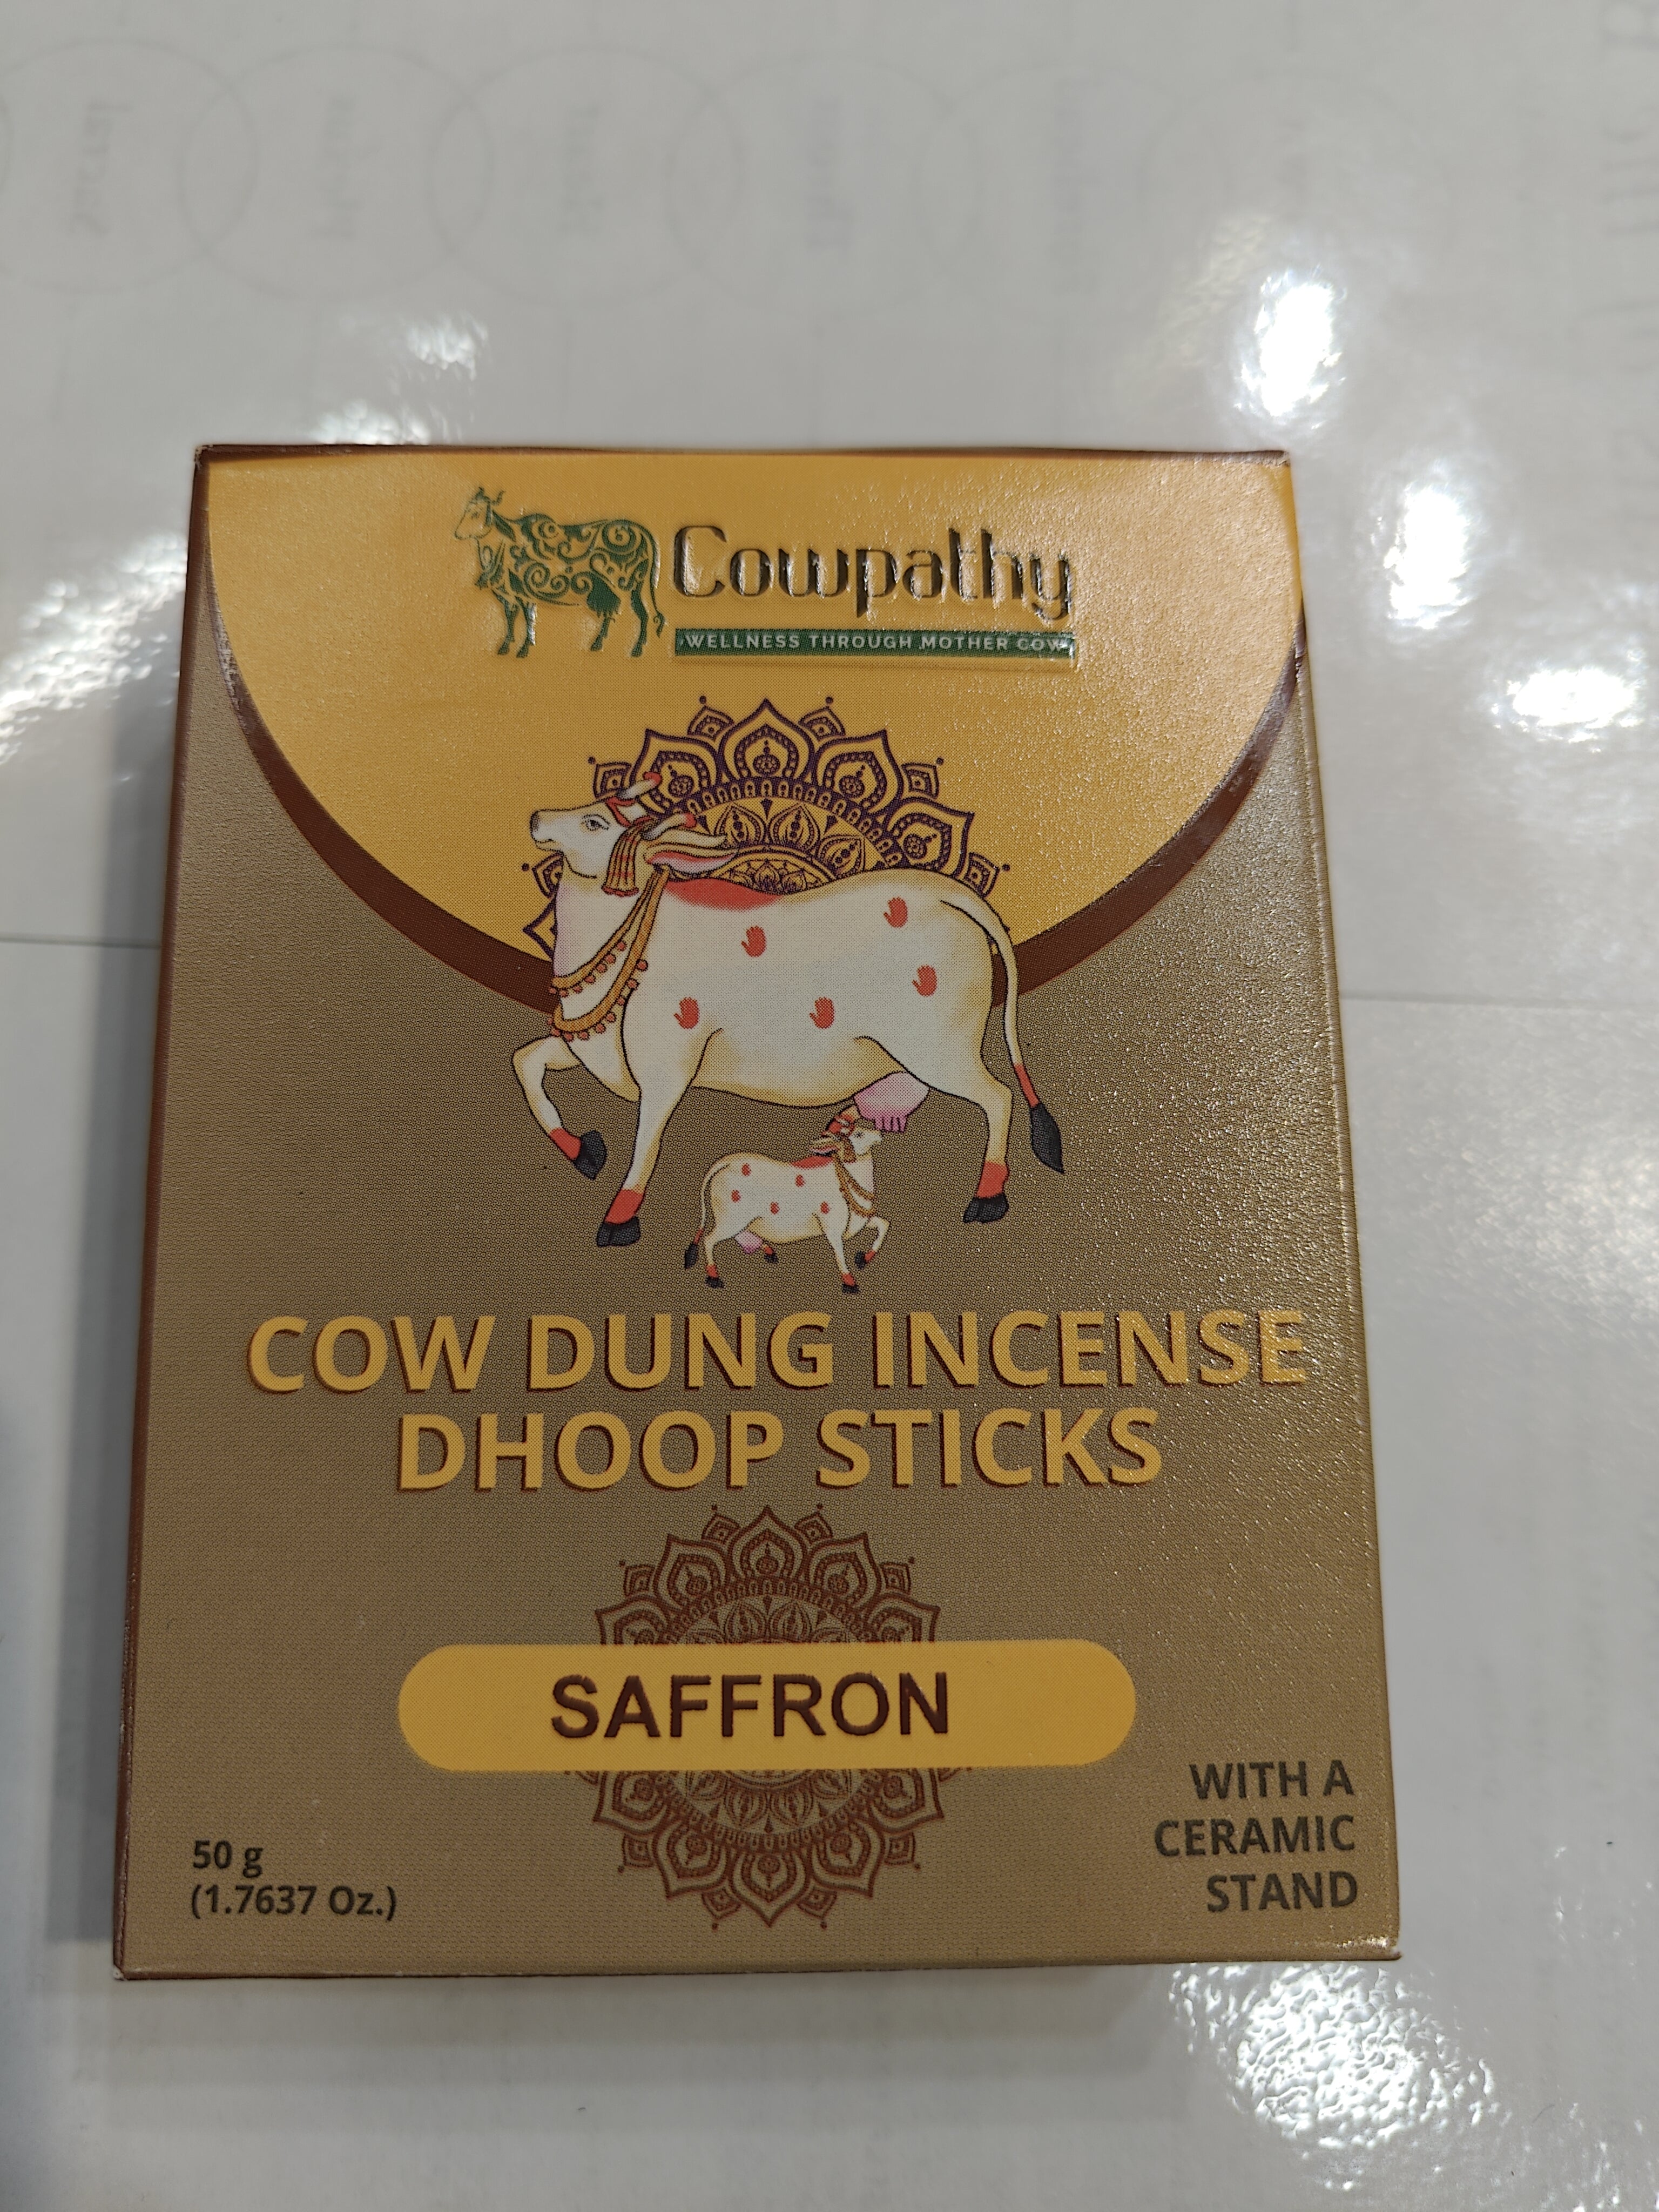 Cowpathy
WELLNESS THROUGH MOTHER COW
COW DUNG INCENSE
DHOOP STICKS
SAFFRON
WITH A
CERAMIC
STAND
50 g
(1.7637 Oz.)